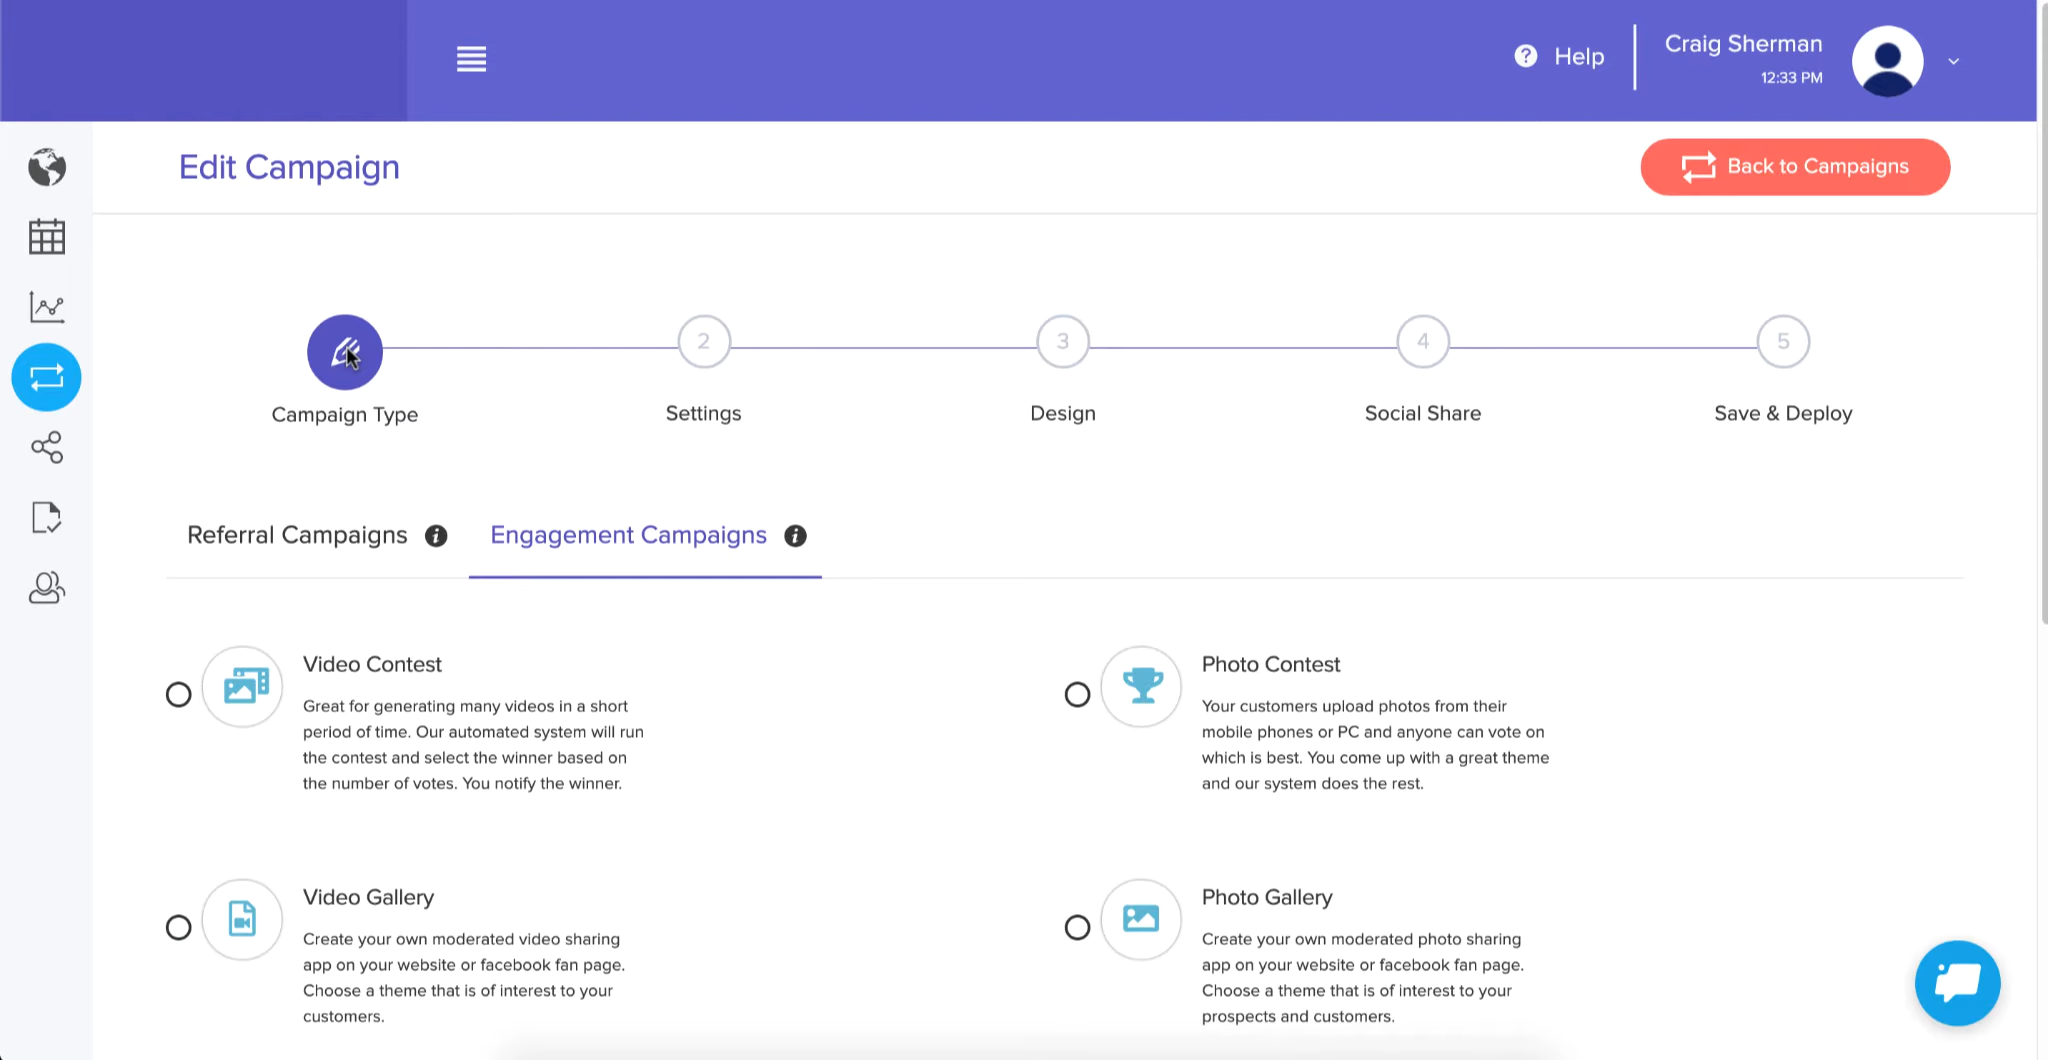 Help
Craig Sherman
12:33 PM
Edit Campaign
Back to Campaigns
2
3
4
5
Campaign Type
Settings
Design
Social Share
Save & Deploy
Referral Campaigns
Engagement Campaigns
Video Contest
Great for generating many videos in a short
period of time. Our automated system will run
the contest and select the winner based on
the number of votes. You notify the winner.
Photo Contest
Your customers upload photos from their
mobile phones or PC and anyone can vote on
which is best. You come up with a great theme
and our system does the rest.
Video Gallery
Create your own moderated video sharing
app on your website or facebook fan page.
Choose a theme that is of interest to your
customers.
Photo Gallery
Create your own moderated photo sharing
app on your website or facebook fan page.
Choose a theme that is of interest to your
prospects and customers.